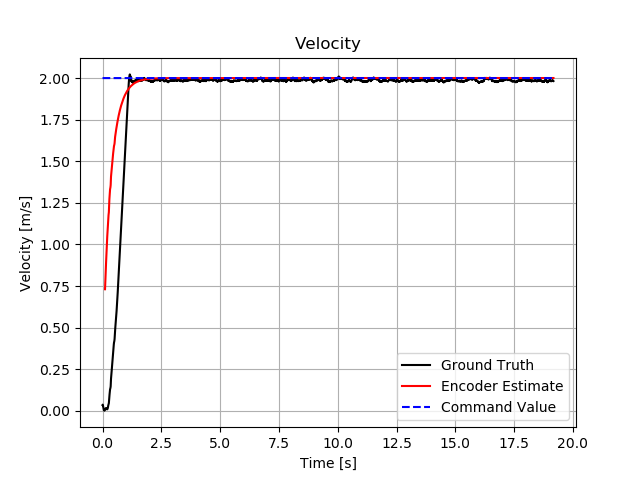 Velocity
2.00
1.75
1.50
1.25
1.00
0.75
0.50
0.25
0.00
Velocity [m/s]
Ground Truth
Encoder Estimate
Command Value
0.0 2.5 5.0 7.5 10.0 12.5 15.0 17.5 20.0
Time [s]